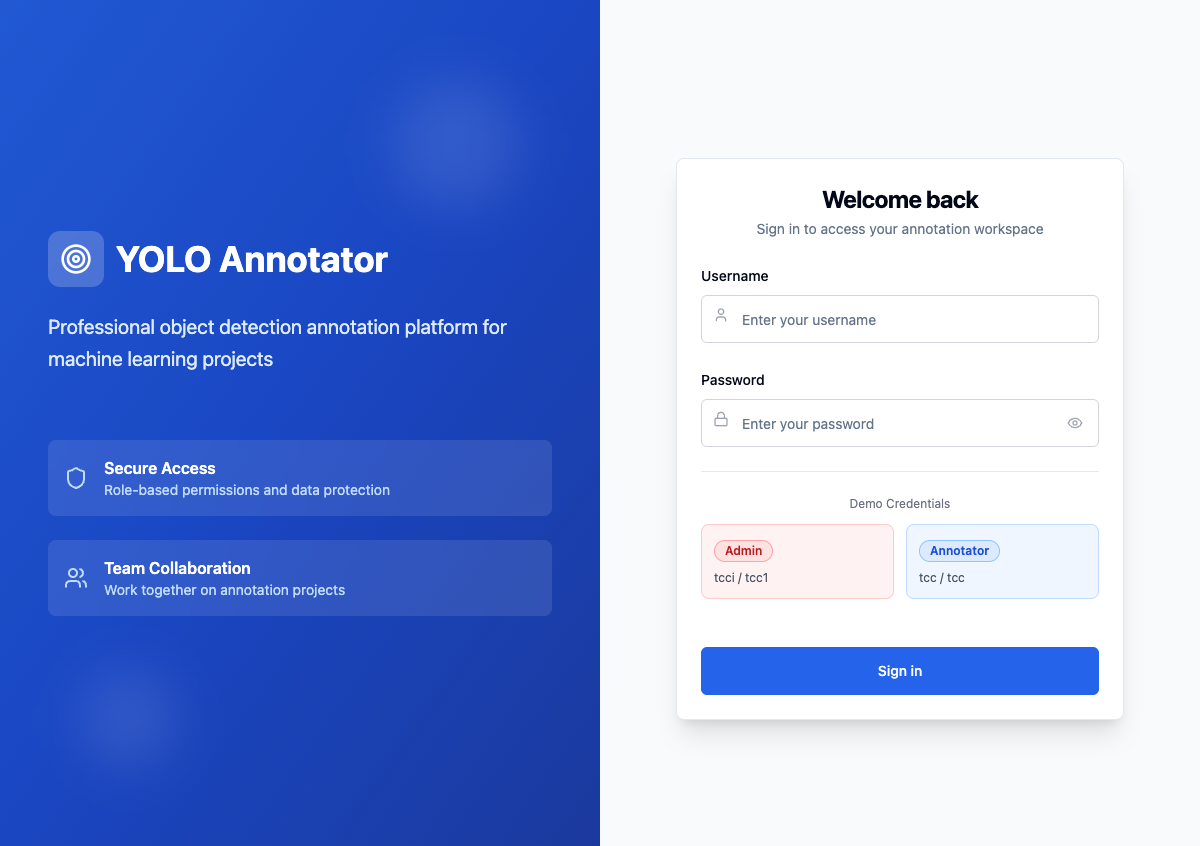 YOLO Annotator
Professional object detection annotation platform for
machine learning projects
Secure Access
Role-based permissions and data protection
Team Collaboration
Work together on annotation projects
Welcome back
Sign in to access your annotation workspace
Username
Enter your username
Password
Enter your password
Demo Credentials
Admin
tcci / tcc1
Annotator
tcc / tcc
Sign in